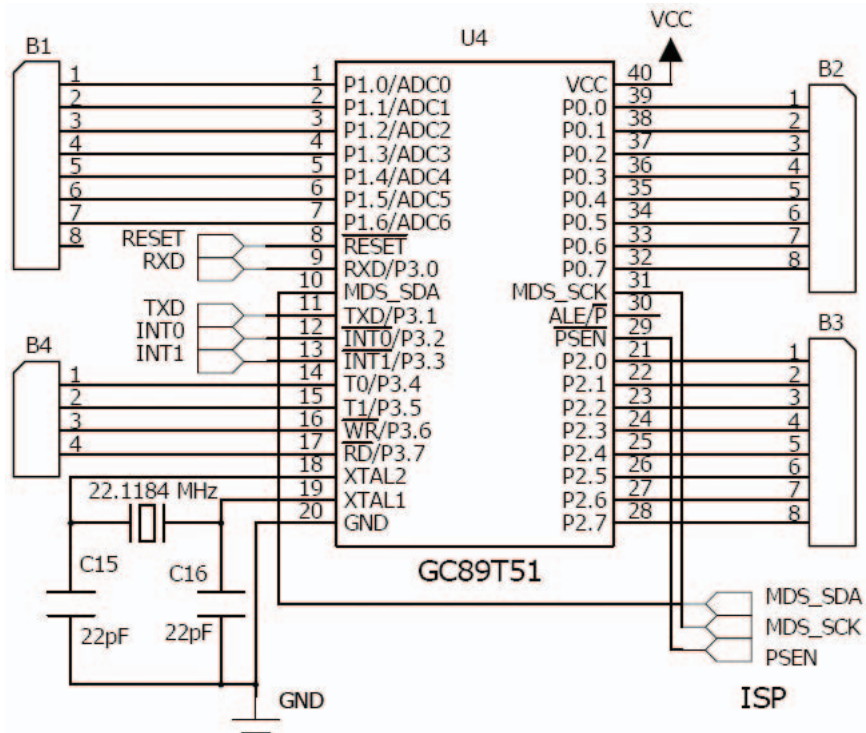 VCC
U4
B1
B2
1 1 P1.0/ADC0 VCC 40
2 2 P1.1/ADC1 P0.0 39 1
3 3 P1.2/ADC2 P0.1 38 2
4 4 P1.3/ADC3 P0.2 37 3
5 5 P1.4/ADC4 P0.3 36 4
6 6 P1.5/ADC5 P0.4 35 5
7 7 P1.6/ADC6 P0.5 34 6
8 RESET 8 RESET P0.6 33 7
RXD 9 RXD/P3.0 P0.7 32 8
10 MDS_SDA MDS_SCK 31
TXD 11 TXD/P3.1 ALE/P 30
INT0 12 INT0/P3.2 PSEN 29
B3
INT1 13 INT1/P3.3 P2.0 21 1
B4
1 14 T0/P3.4 P2.1 22 2
2 15 T1/P3.5 P2.2 23 3
3 16 WR/P3.6 P2.3 24 4
4 17 RD/P3.7 P2.4 25 5
18 XTAL2 P2.5 26 6
22.1184 MHz 19 XTAL1 P2.6 27 7
20 GND P2.7 28 8
C15 C16
GC89T51
22pF 22pF
MDS_SDA
MDS_SCK
PSEN
GND
ISP